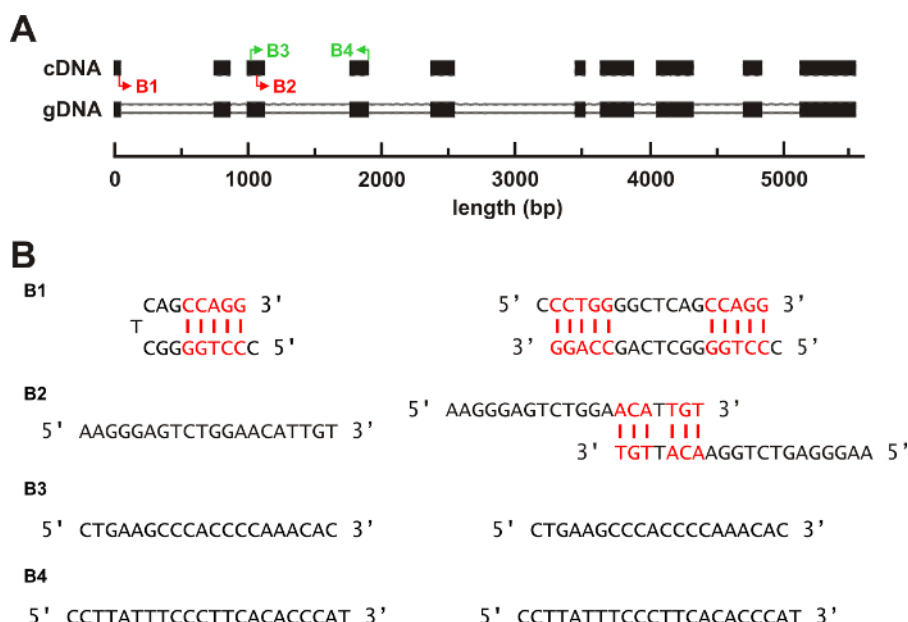 A
cDNA B1 B3 B2 B4
gDNA
0 1000 2000 3000 4000 5000
length (bp)
B
B1
CAGCCAGG 3'
T
CGGGGTCCC 5'
5' CCCTGGGGCTCAGCCAGG 3'
3' GGACCGACTCGGGGTCCC 5'
B2
5' AAGGGAGTCTGGAACATTGT 3'
5' AAGGGAGTCTGGAACATTGT 3'
3' TGTTACAAGGTCTGAGGGAA 5'
B3
5' CTGAAGCCCACCCCAAACAC 3' 5' CTGAAGCCCACCCCAAACAC 3'
B4
5' CCTTATTTCCCTTCACACCCAT 3' 5' CCTTATTTCCCTTCACACCCAT 3'